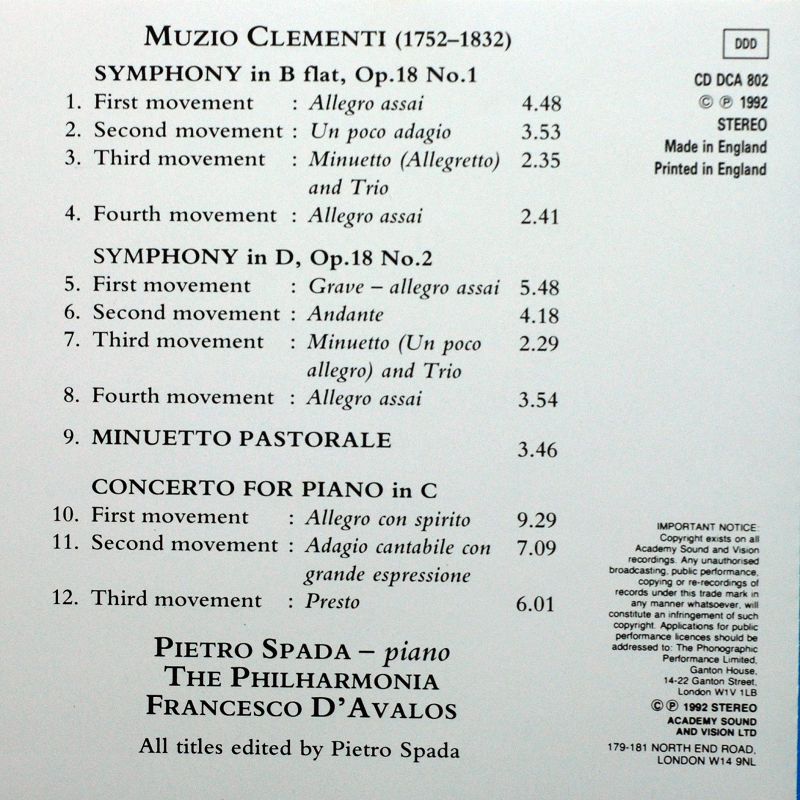 MUZIO CLEMENTI (1752–1832)
SYMPHONY in B flat, Op.18 No.1
1. First movement : Allegro assai 4.48
2. Second movement : Un poco adagio 3.53
3. Third movement : Minuetto (Allegretto) 2.35
and Trio
4. Fourth movement : Allegro assai 2.41
SYMPHONY in D, Op.18 No.2
5. First movement : Grave – allegro assai 5.48
6. Second movement : Andante 4.18
7. Third movement : Minuetto (Un poco 2.29
allegro) and Trio
8. Fourth movement : Allegro assai 3.54
9. MINUETTO PASTORALE 3.46
CONCERTO FOR PIANO in C
10. First movement : Allegro con spirito 9.29
11. Second movement : Adagio cantabile con 7.09
grande espressione
12. Third movement : Presto 6.01
PIETRO SPADA – piano
THE PHILHARMONIA
FRANCESCO D'AVALOS
All titles edited by Pietro Spada
DDD
CD DCA 802
© ℗ 1992
STEREO
Made in England
Printed in England
IMPORTANT NOTICE:
Copyright exists on all
Academy Sound and Vision
recordings. Any unauthorised
broadcasting, public performance,
copying or re-recordings of
records under this trade mark in
any manner whatsoever, will
constitute an infringement of such
copyright. Applications for public
performance licences should be
addressed to: The Phonographic
Performance Limited,
Ganton House,
14-22 Ganton Street,
London W1V 1LB
© ℗ 1992 STEREO
ACADEMY SOUND
AND VISION LTD
179-181 NORTH END ROAD,
LONDON W14 9NL